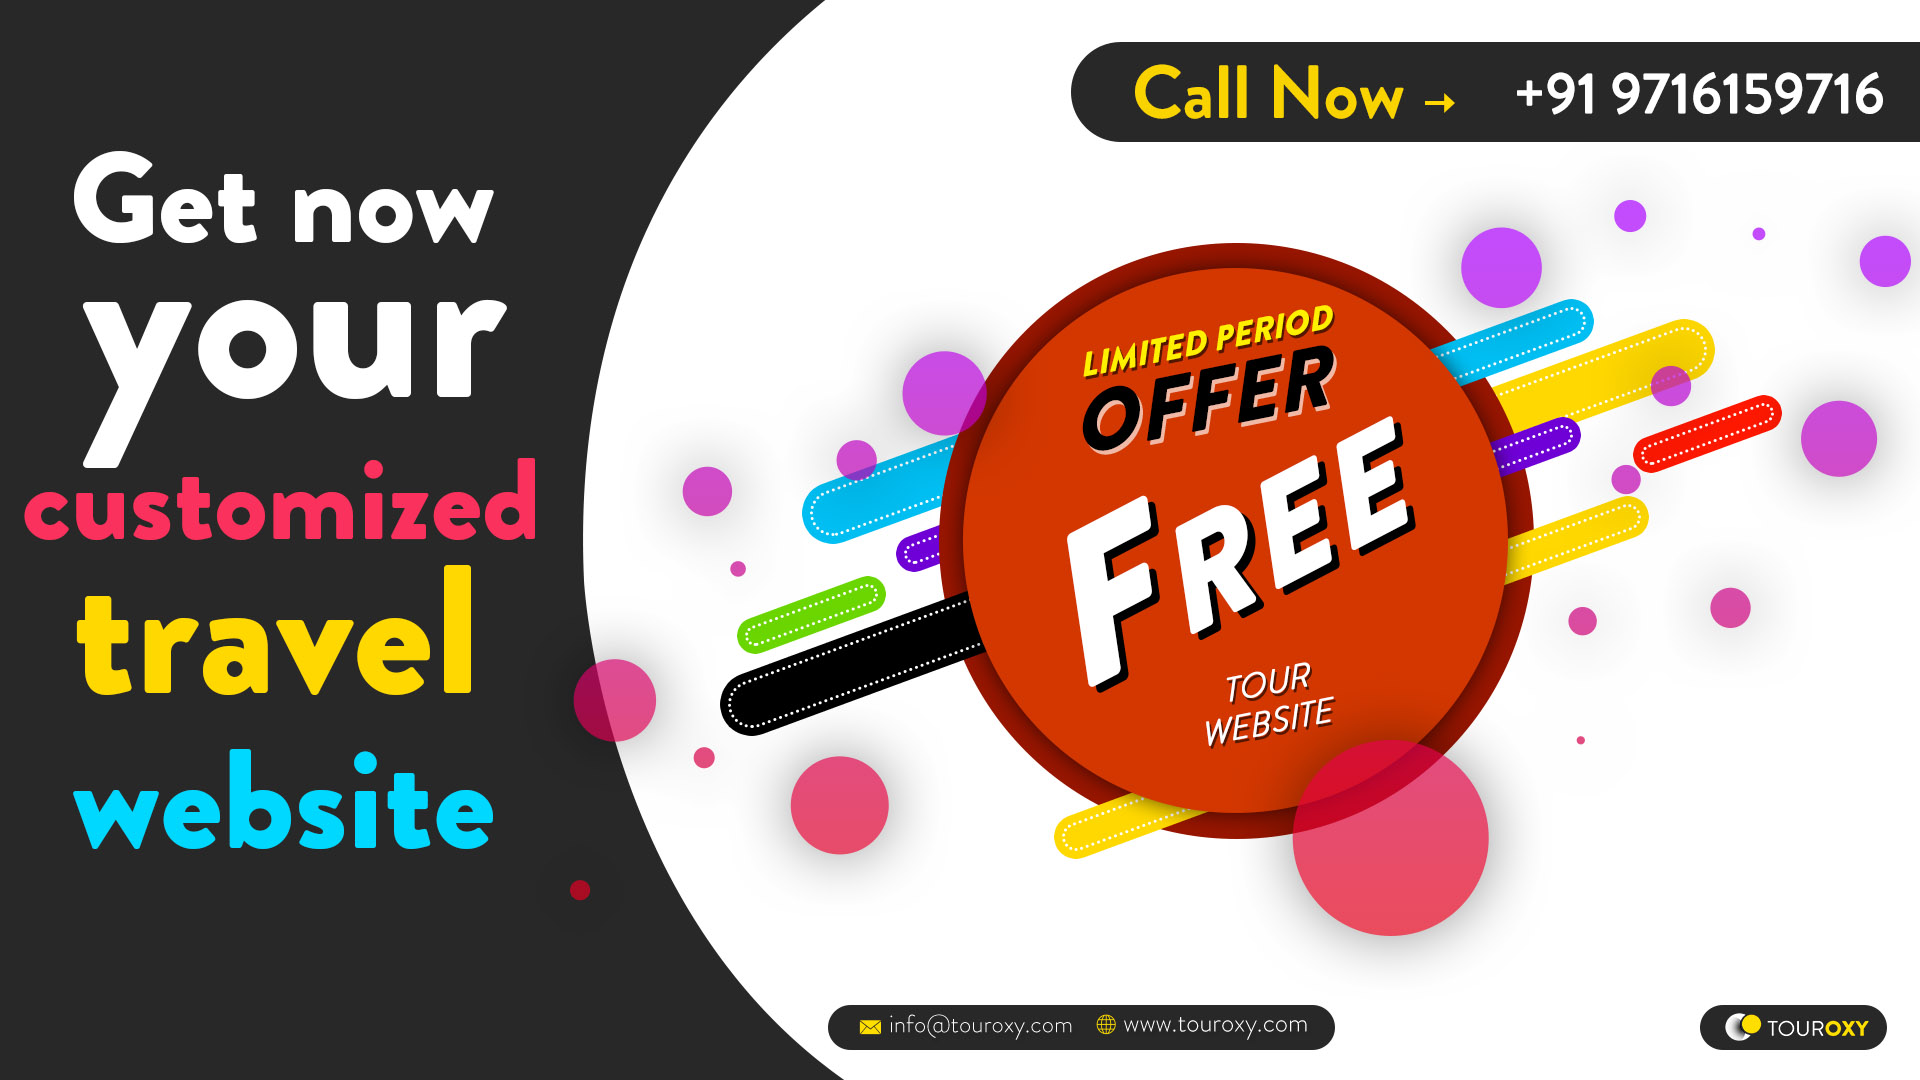 Get now
your
customized
travel
website
Call Now → +91 9716159716
LIMITED PERIOD
OFFER
FREE
TOUR
WEBSITE
info@touroxy.com www.touroxy.com
TOUROXY